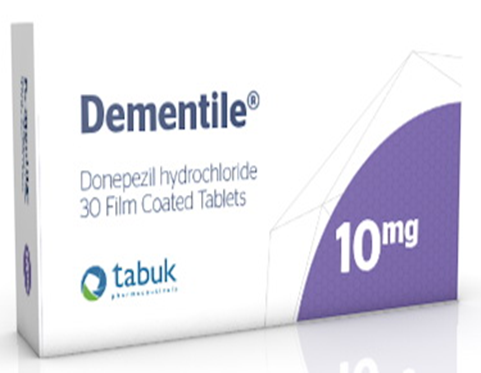 Dementile®
Donepezil hydrochloride
30 Film Coated Tablets
10mg
tabuk
pharmaceuticals